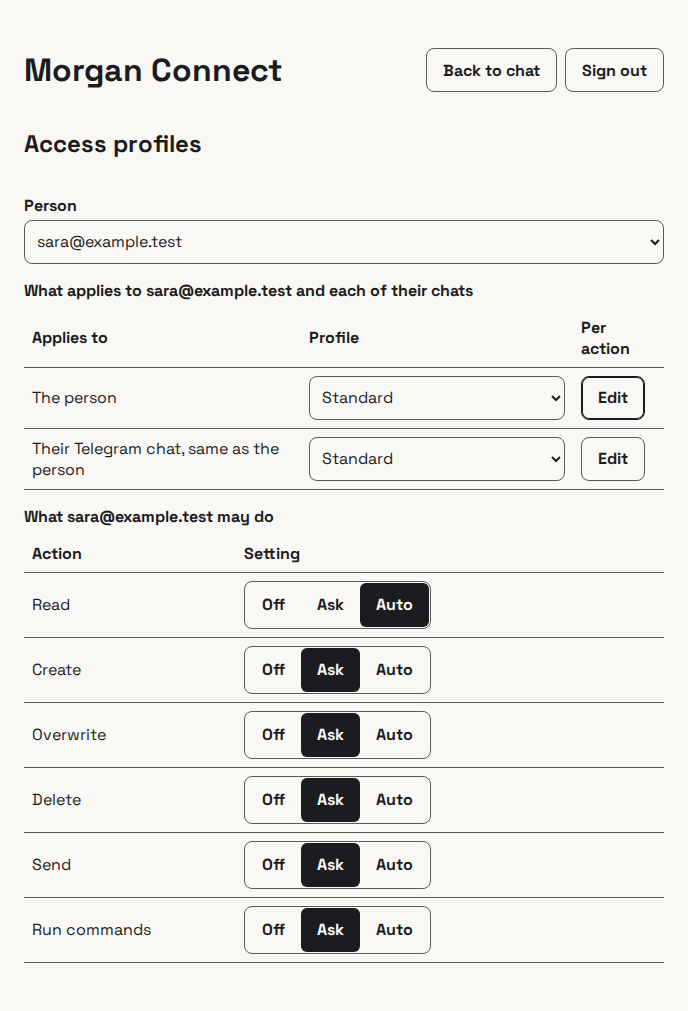 Morgan Connect
Back to chat
Sign out
Access profiles
Person
sara@example.test
What applies to sara@example.test and each of their chats
Applies to
Profile
Per
action
The person
Standard
Edit
Their Telegram chat, same as the
person
Standard
Edit
What sara@example.test may do
Action
Setting
Read
Off
Ask
Auto
Create
Off
Ask
Auto
Overwrite
Off
Ask
Auto
Delete
Off
Ask
Auto
Send
Off
Ask
Auto
Run commands
Off
Ask
Auto